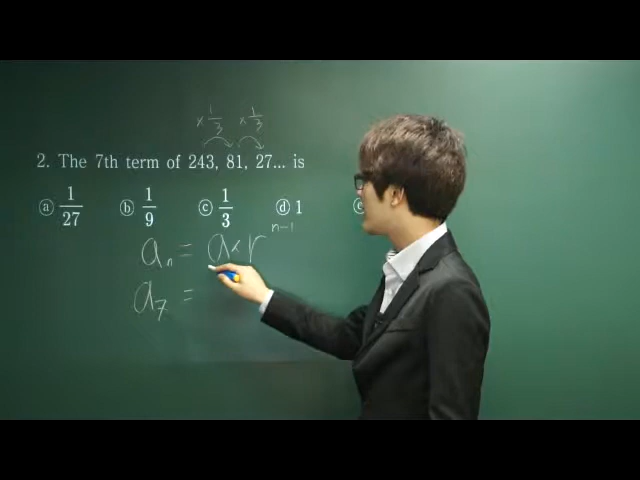 × 1/3 × 1/3
2. The 7th term of 243, 81, 27... is
ⓐ 1/27 ⓑ 1/9 ⓒ 1/3 ⓓ 1 ⓔ
aₙ = a × rⁿ⁻¹
a₇ =